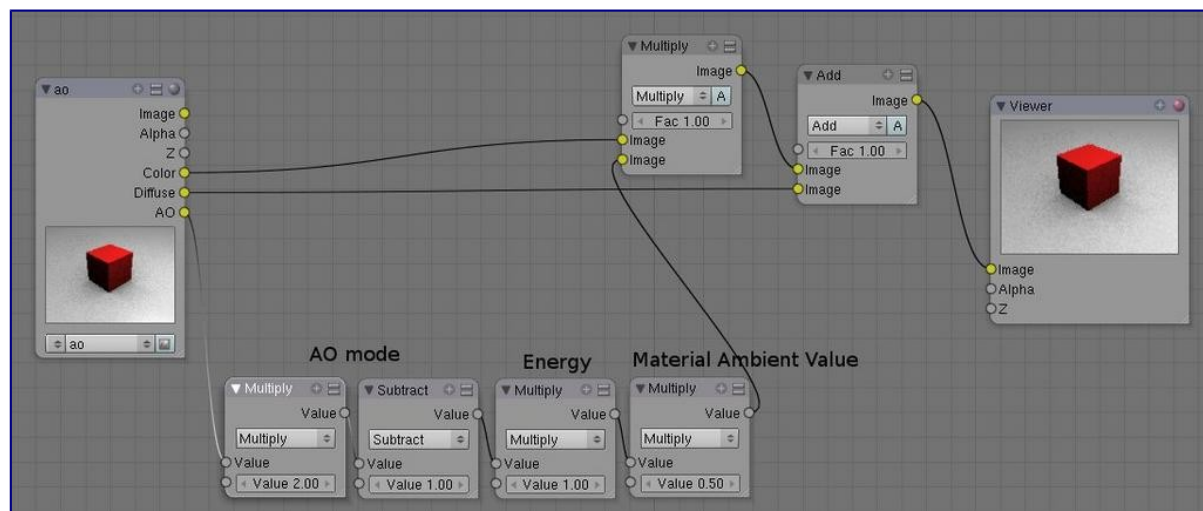 ao
Image
Alpha
Z
Color
Diffuse
AO
ao
Multiply
Image
Multiply A
Fac 1.00
Image
Image
Add
Image
Add A
Fac 1.00
Image
Image
Viewer
Image
Alpha
Z
AO mode
Energy
Material Ambient Value
Multiply
Value
Multiply
Value
Value 2.00
Subtract
Value
Subtract
Value
Value 1.00
Multiply
Value
Multiply
Value
Value 1.00
Multiply
Value
Multiply
Value
Value 0.50